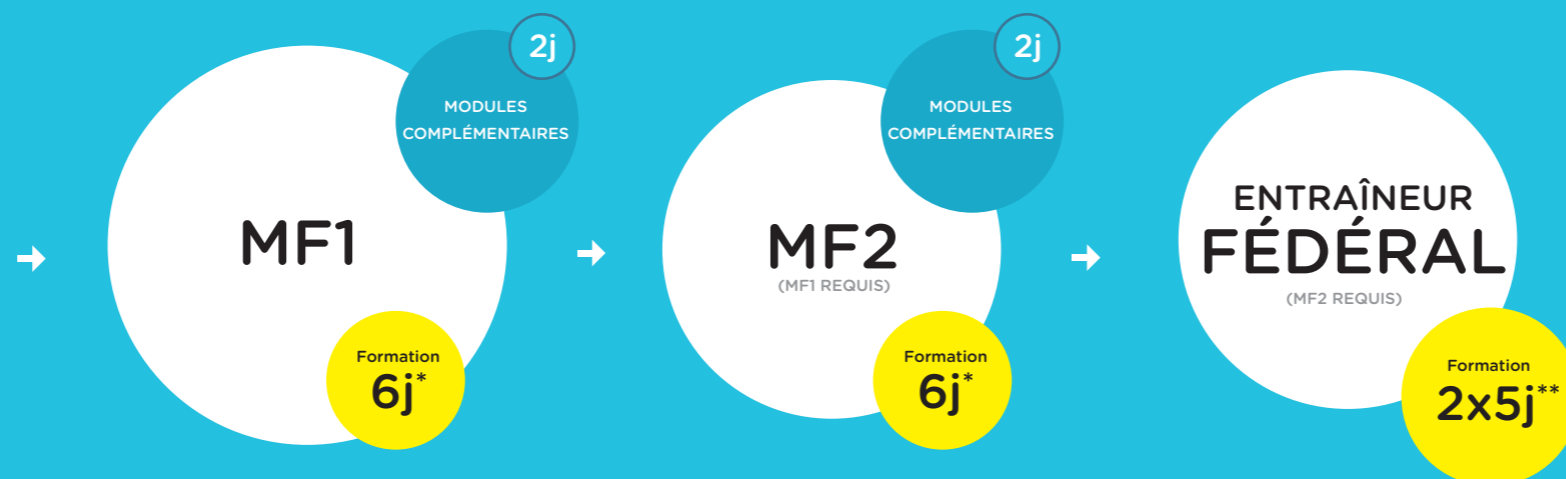 2j
MODULES
COMPLÉMENTAIRES
MF1
Formation
6j*
2j
MODULES
COMPLÉMENTAIRES
MF2
(MF1 REQUIS)
Formation
6j*
ENTRAÎNEUR
FÉDÉRAL
(MF2 REQUIS)
Formation
2x5j**